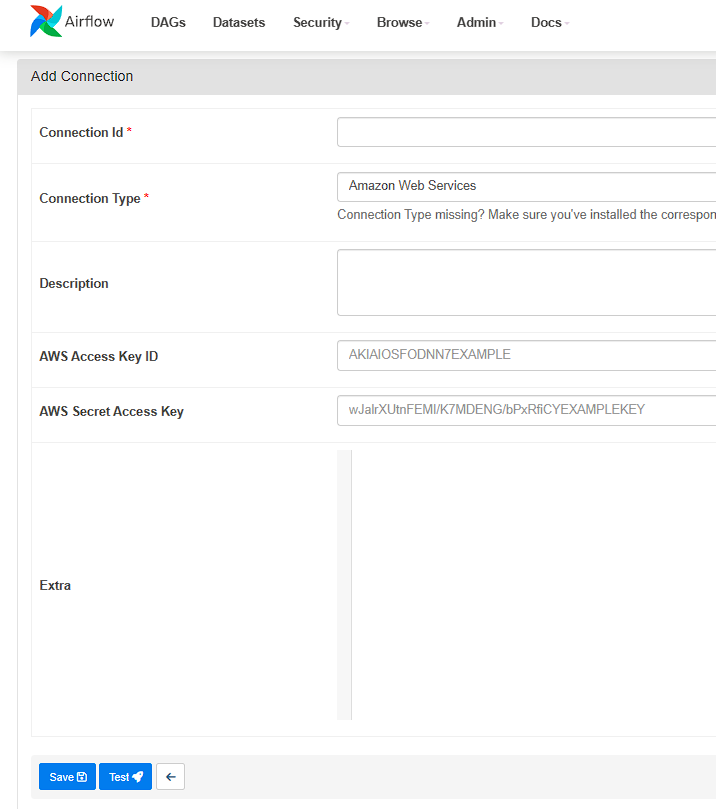 Airflow DAGs Datasets Security Browse Admin Docs
Add Connection
Connection Id *
Connection Type * Amazon Web Services
Connection Type missing? Make sure you've installed the correspon
Description
AWS Access Key ID AKIAIOSFODNN7EXAMPLE
AWS Secret Access Key wJalrXUtnFEMI/K7MDENG/bPxRfiCYEXAMPLEKEY
Extra
Save Test